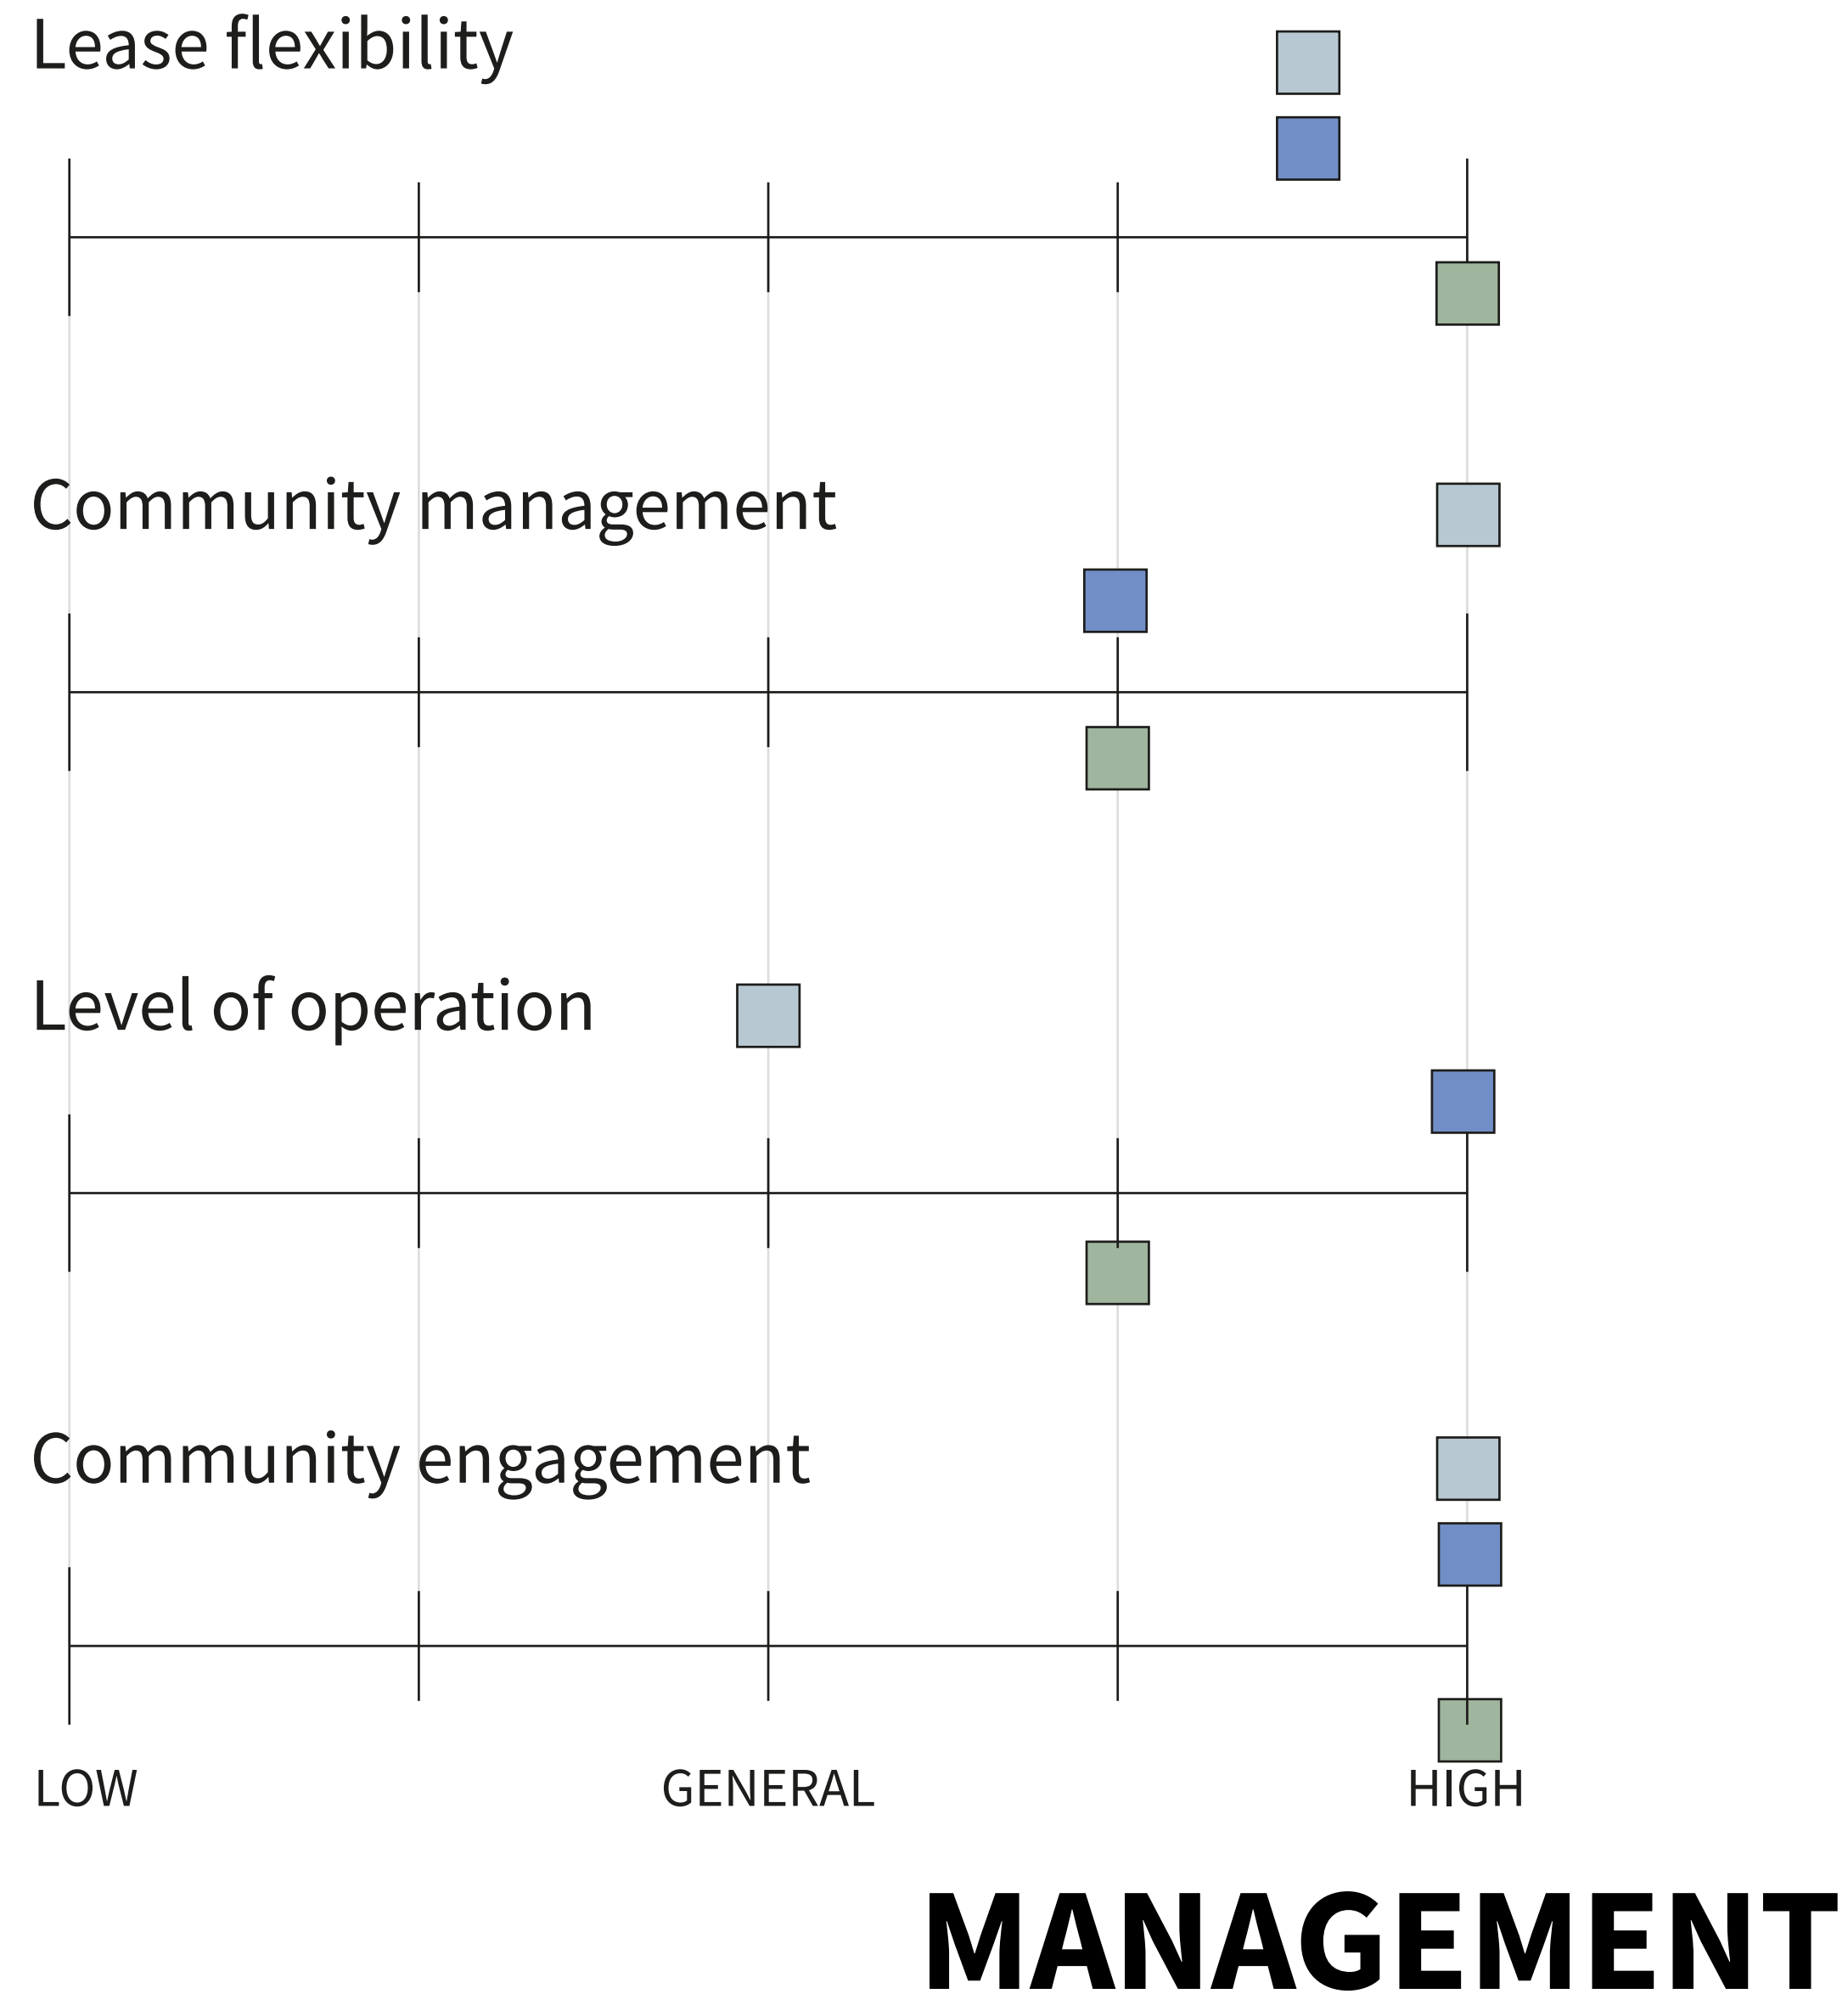 Lease flexibility
Community management
Level of operation
Community engagement
LOW GENERAL HIGH
MANAGEMENT